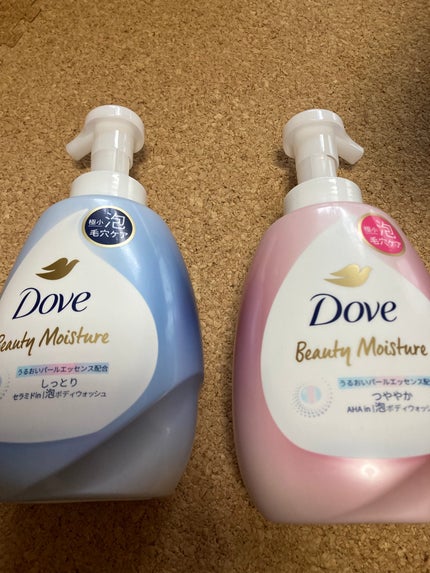 極小
泡
毛穴ケア
Dove
Beauty Moisture
うるおいパールエッセンス配合
しっとり
セラミドin|泡ボディウォッシュ
極小
泡
毛穴ケア
Dove
Beauty Moisture
うるおいパールエッセンス配合
つややか
AHA in|泡ボディウォッシュ